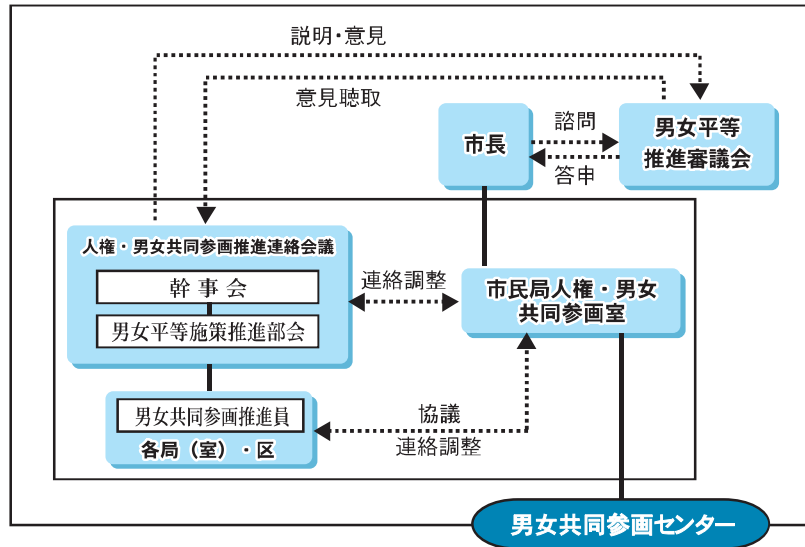 説明・意見
意見聴取
市長
諮問
答申
男女平等
推進審議会
人権・男女共同参画推進連絡会議
幹事会
男女平等施策推進部会
連絡調整
市民局人権・男女
共同参画室
男女共同参画推進員
各局（室）・区
協議
連絡調整
男女共同参画センター